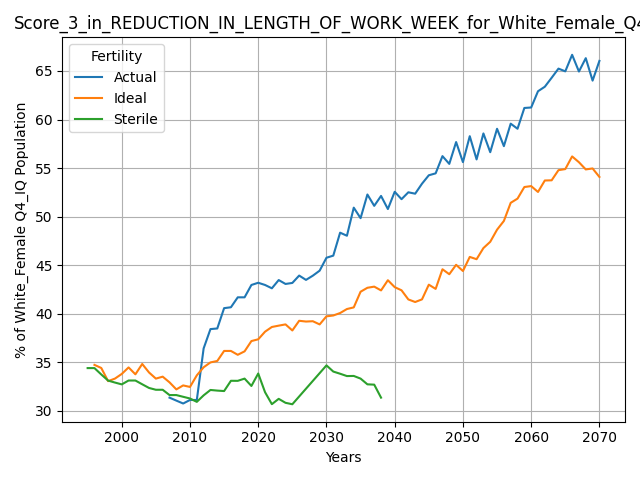 Score_3_in_REDUCTION_IN_LENGTH_OF_WORK_WEEK_for_White_Female_Q4
Fertility
Actual
Ideal
Sterile
% of White_Female Q4_IQ Population
65
60
55
50
45
40
35
30
2000 2010 2020 2030 2040 2050 2060 2070
Years